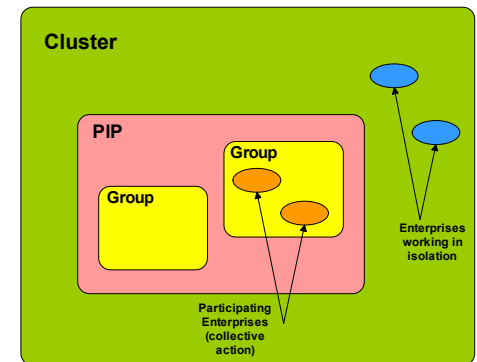 Cluster
PIP
Group
Group
Enterprises
working in
isolation
Participating
Enterprises
(collective
action)